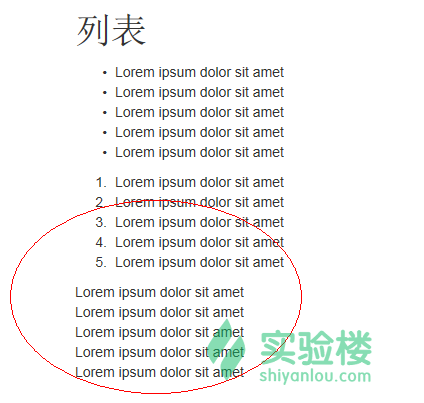 列表
• Lorem ipsum dolor sit amet
• Lorem ipsum dolor sit amet
• Lorem ipsum dolor sit amet
• Lorem ipsum dolor sit amet
• Lorem ipsum dolor sit amet
1. Lorem ipsum dolor sit amet
2. Lorem ipsum dolor sit amet
3. Lorem ipsum dolor sit amet
4. Lorem ipsum dolor sit amet
5. Lorem ipsum dolor sit amet
Lorem ipsum dolor sit amet
Lorem ipsum dolor sit amet
Lorem ipsum dolor sit amet
Lorem ipsum dolor sit amet
Lorem ipsum dolor sit amet
实验楼
shiyanlou.com